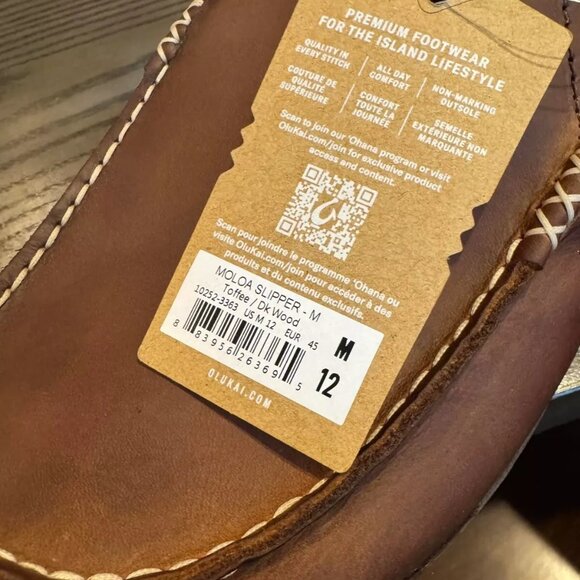 PREMIUM FOOTWEAR
FOR THE ISLAND LIFESTYLE
QUALITY IN
EVERY STITCH
ALL DAY
COMFORT
NON-MARKING
OUTSOLE
COUTURE DE
QUALITÉ
SUPÉRIEURE
CONFORT
TOUTE LA
JOURNÉE
SEMELLE
EXTÉRIEURE NON
MARQUANTE
Scan to join our 'Ohana program or visit
OluKai.com/join for exclusive product
access and content.
Scan pour joindre le programme 'Ohana ou
visite OluKai.com/join pour accéder à des
produits et du contenu exclusifs.
MOLOA SLIPPER - M
Toffee / Dk Wood
10252-3363 US M 12 EUR 45
8 83956 26369 5
M
12
OLUKAI.COM